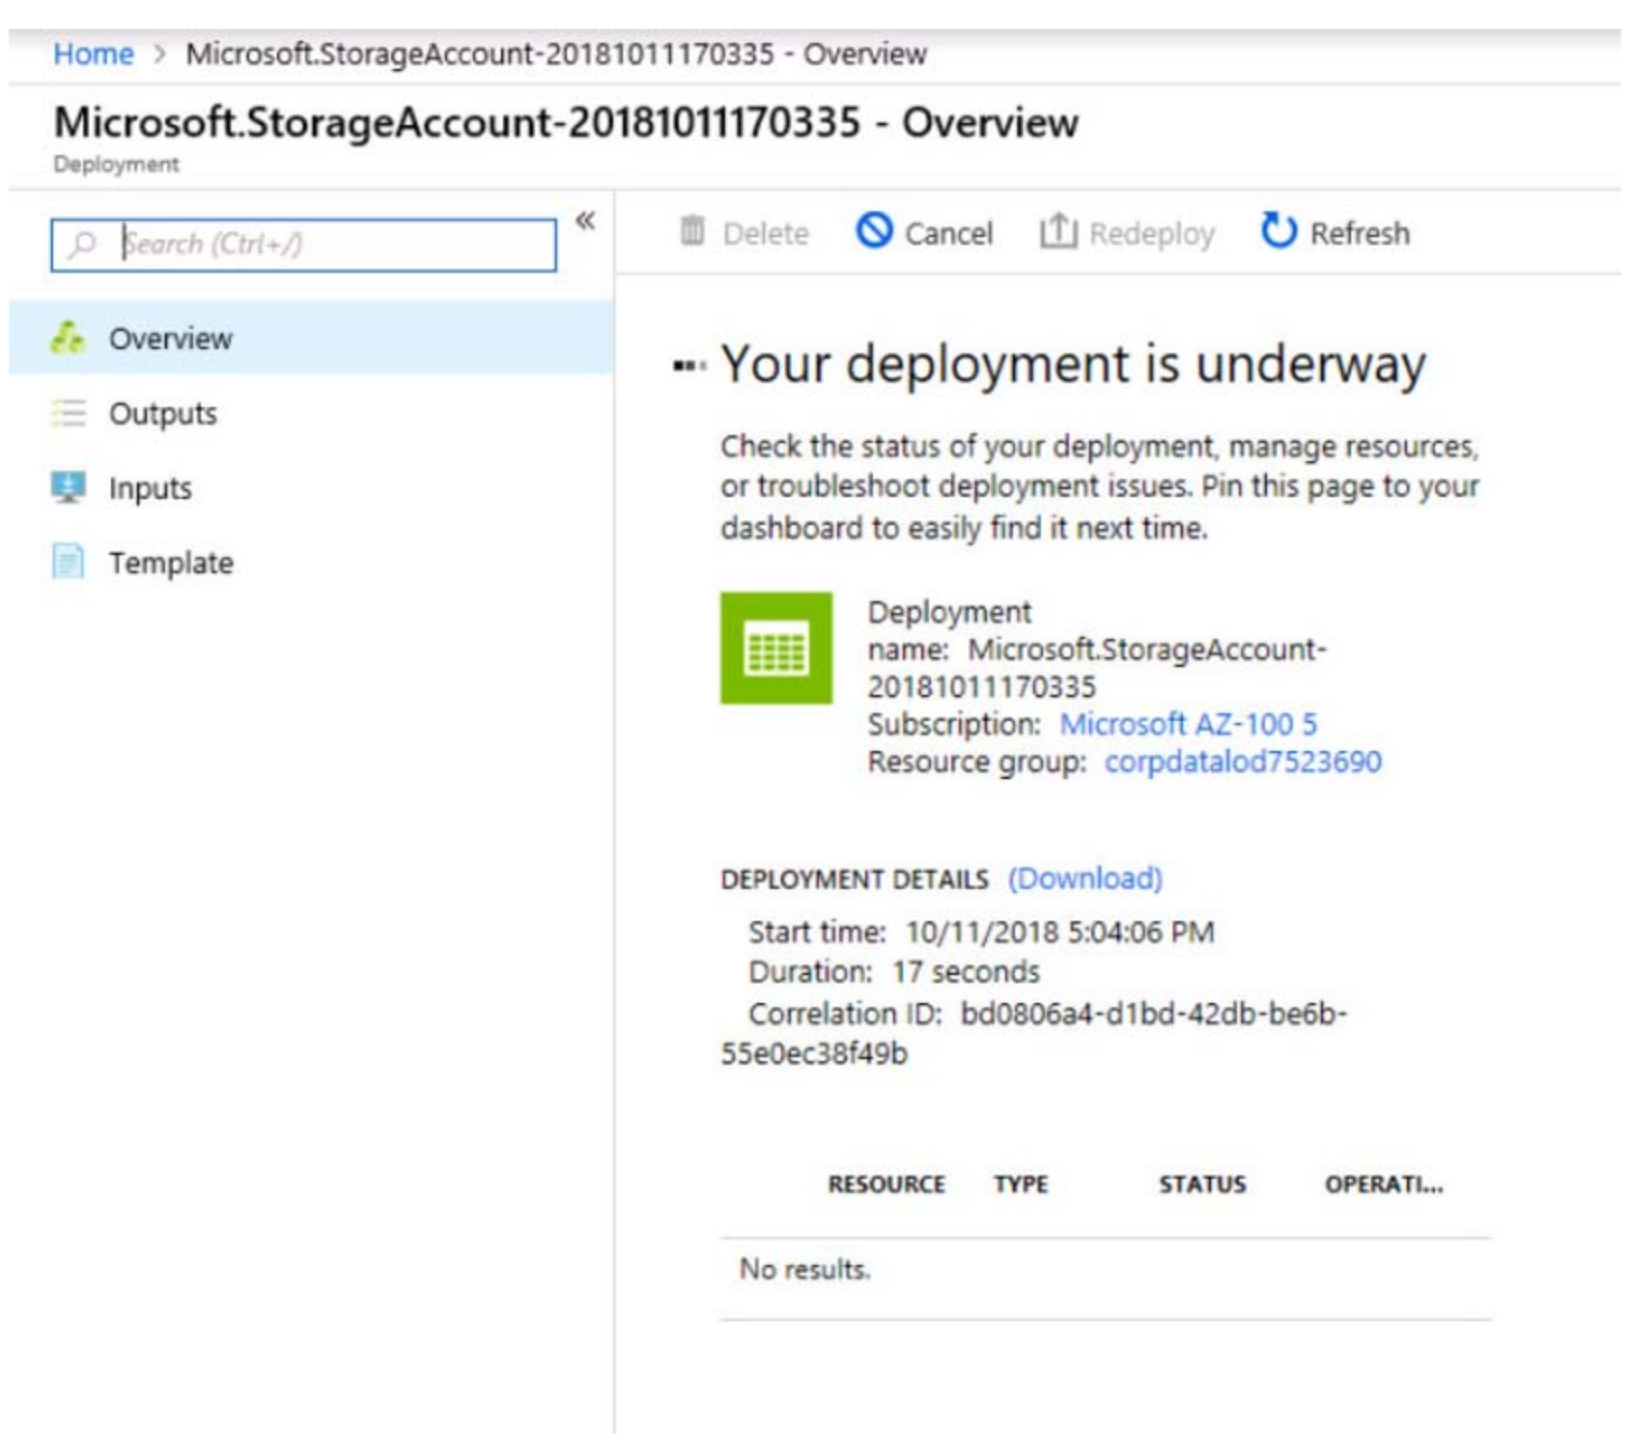 Home > Microsoft.StorageAccount-20181011170335 - Overview
Microsoft.StorageAccount-20181011170335 - Overview
Deployment
Search (Ctrl+/)
«
Overview
Outputs
Inputs
Template
Delete Cancel Redeploy Refresh
Your deployment is underway
Check the status of your deployment, manage resources,
or troubleshoot deployment issues. Pin this page to your
dashboard to easily find it next time.
Deployment
name: Microsoft.StorageAccount-
20181011170335
Subscription: Microsoft AZ-100 5
Resource group: corpdatalod7523690
DEPLOYMENT DETAILS (Download)
Start time: 10/11/2018 5:04:06 PM
Duration: 17 seconds
Correlation ID: bd0806a4-d1bd-42db-be6b-
55e0ec38f49b
RESOURCE TYPE STATUS OPERATI...
No results.